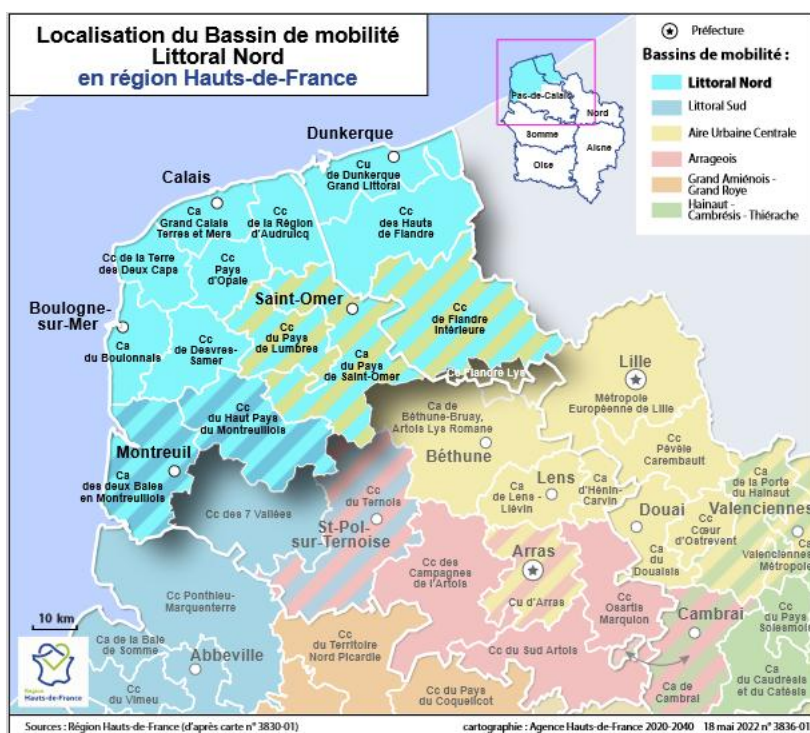 Localisation du Bassin de mobilité
Littoral Nord
en région Hauts-de-France
Préfecture
Bassins de mobilité :
Littoral Nord
Littoral Sud
Aire Urbaine Centrale
Arrageois
Grand Amiénois -
Grand Roye
Hainaut -
Cambrésis - Thiérache
Pas-de-Calais
Nord
Somme
Aisne
Oise
Dunkerque
Cu
de Dunkerque
Grand Littoral
Calais
Ca
Grand Calais
Terres et Mers
Cc
de la Région
d'Audruicq
Cc
des Hauts
de Flandre
Cc de la Terre
des Deux Caps
Cc
Pays
d'Opale
Saint-Omer
Boulogne-
sur-Mer
Cc
de Flandre
Intérieure
Ca
du Boulonnais
Cc
de Desvres-
Samer
Cc
du Pays
de Lumbres
Ca
du Pays
de Saint-Omer
Cc Flandre Lys
Lille
Métropole
Européenne de Lille
Cc
du Haut Pays
du Montreuillois
Ca de
Béthune-Bruay,
Artois Lys Romane
Béthune
Cc
Pévèle
Carembault
Montreuil
Ca
des deux Baies
en Montreuillois
Lens
Ca
de Lens -
Liévin
Ca
d'Hénin-
Carvin
Ca
de la Porte
du Hainaut
Cc des 7 Vallées
Cc
du Ternois
St-Pol-
sur-Ternoise
Douai
Ca
du
Douaisis
Cc
Cœur
d'Ostrevent
Valenciennes
Ca
Valenciennes
Métropole
Cc des
Campagnes
de l'Artois
Arras
Cu d'Arras
Cc
Osartis
Marquion
Cc Ponthieu-
Marquenterre
Cambrai
Cc
du Pays
Solesmois
10 km
Ca de la Baie
de Somme
Abbeville
Cc
du Territoire
Nord Picardie
Cc du Sud Artois
Cc
du Vimeu
Cc du Pays
du Coquelicot
Ca
de Cambrai
Ca
du Caudrésis
et du Catésis
Région
Hauts-de-France
Sources : Région Hauts-de-France (d'après carte n° 3830-01)
cartographie : Agence Hauts-de-France 2020-2040 18 mai 2022 n° 3836-01